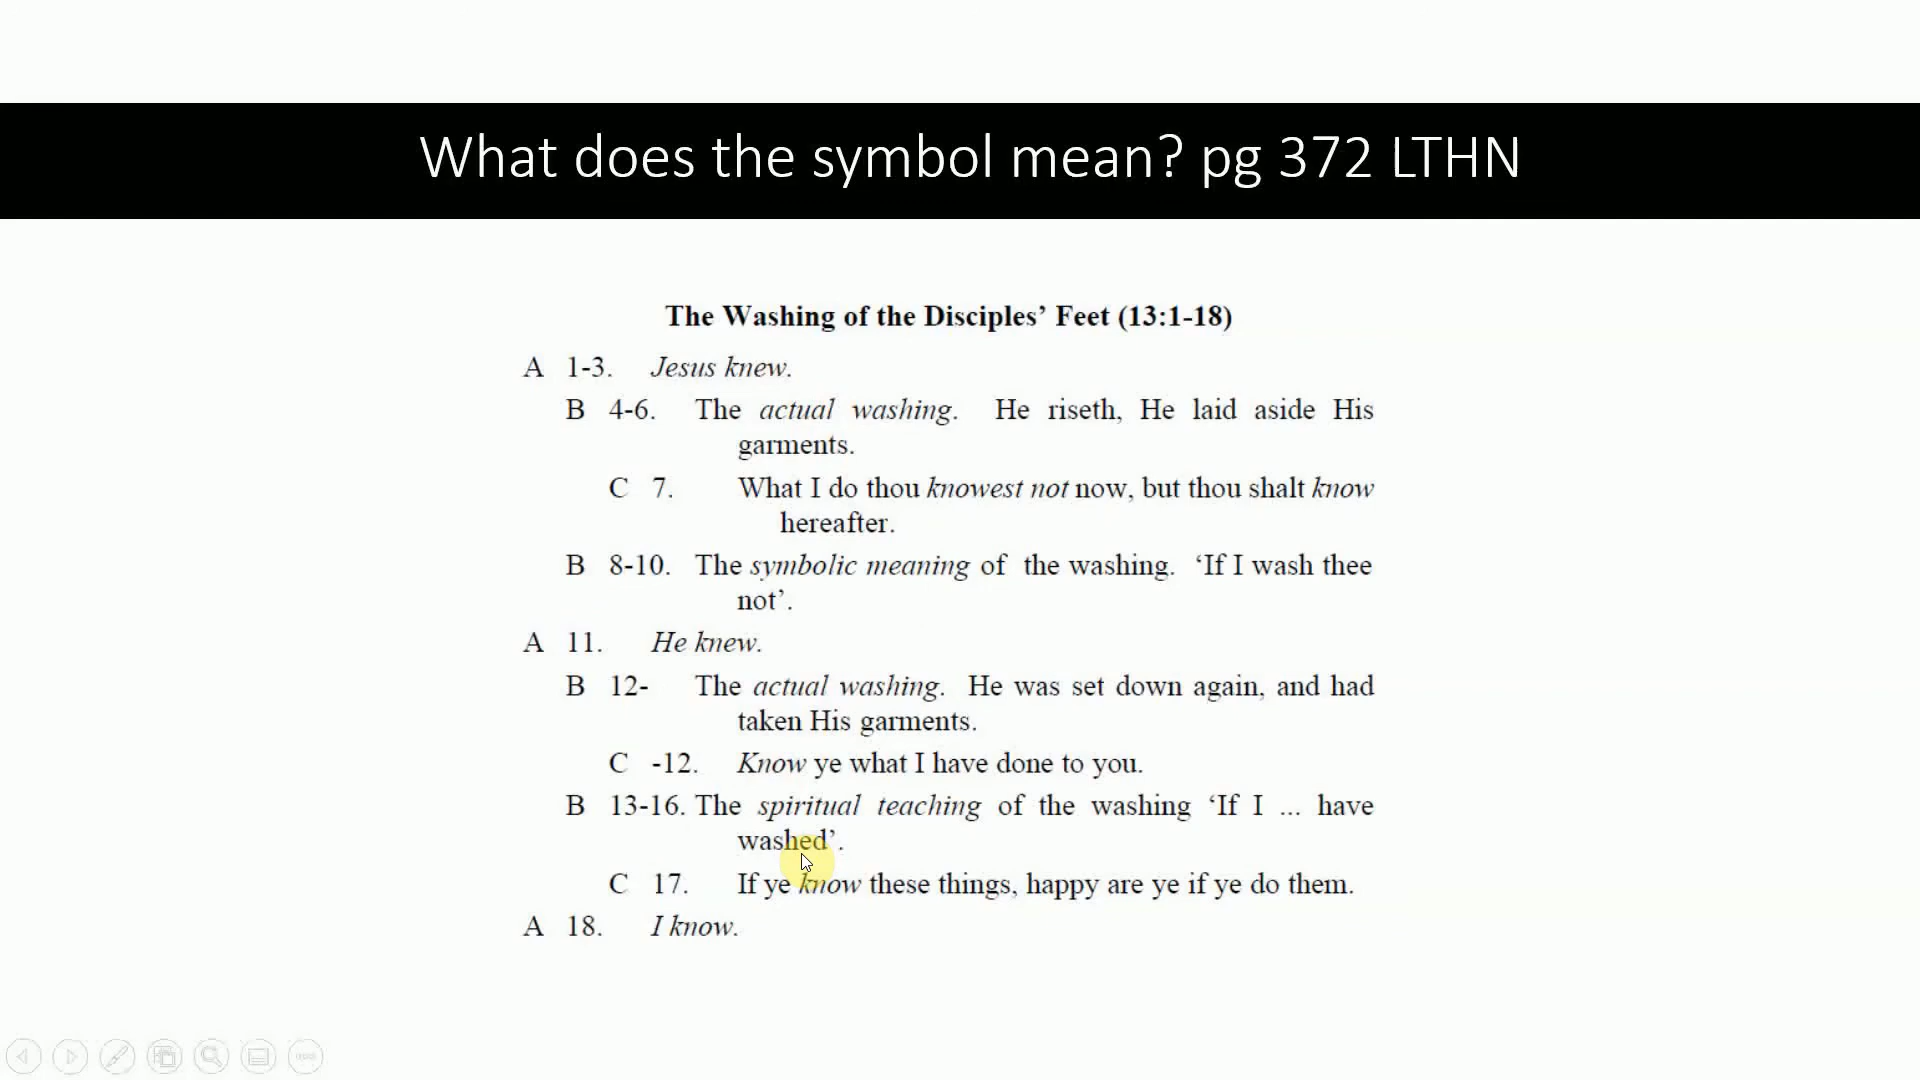 What does the symbol mean? pg 372 LTHN
The Washing of the Disciples’ Feet (13:1-18)
A 1-3. Jesus knew.
B 4-6. The actual washing. He riseth, He laid aside His
garments.
C 7. What I do thou knowest not now, but thou shalt know
hereafter.
B 8-10. The symbolic meaning of the washing. ‘If I wash thee
not’.
A 11. He knew.
B 12- The actual washing. He was set down again, and had
taken His garments.
C -12. Know ye what I have done to you.
B 13-16. The spiritual teaching of the washing ‘If I ... have
washed’.
C 17. If ye know these things, happy are ye if ye do them.
A 18. I know.